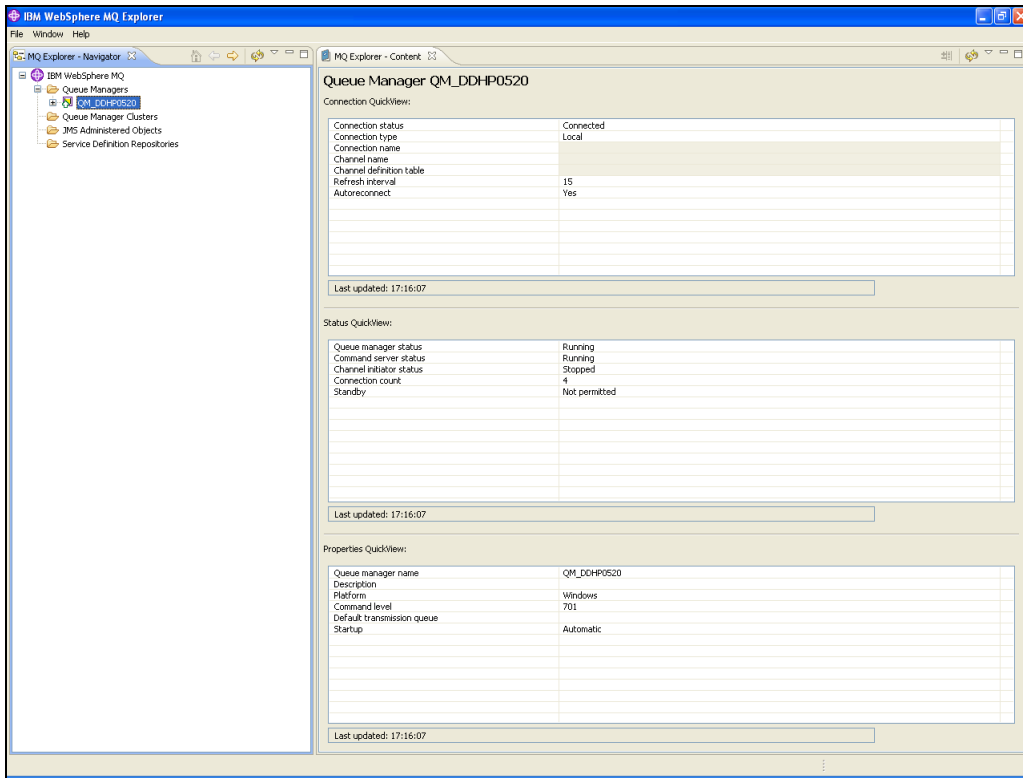 IBM WebSphere MQ Explorer
File Window Help
MQ Explorer - Navigator
IBM WebSphere MQ
Queue Managers
QM_DDHP0520
Queue Manager Clusters
JMS Administered Objects
Service Definition Repositories
MQ Explorer - Content
Queue Manager QM_DDHP0520
Connection QuickView:
Connection status Connected
Connection type Local
Connection name
Channel name
Channel definition table
Refresh interval 15
Autoreconnect Yes
Last updated: 17:16:07
Status QuickView:
Queue manager status Running
Command server status Running
Channel initiator status Stopped
Connection count 4
Standby Not permitted
Last updated: 17:16:07
Properties QuickView:
Queue manager name QM_DDHP0520
Description
Platform Windows
Command level 701
Default transmission queue
Startup Automatic
Last updated: 17:16:07